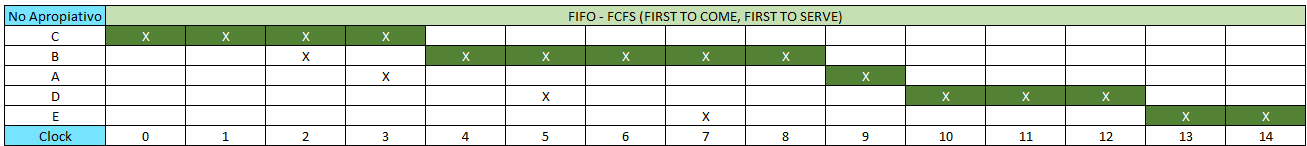 No Apropiativo FIFO - FCFS (FIRST TO COME, FIRST TO SERVE)
C X X X X
B X X X X X X
A X X
D X X X X
E X X X
Clock 0 1 2 3 4 5 6 7 8 9 10 11 12 13 14